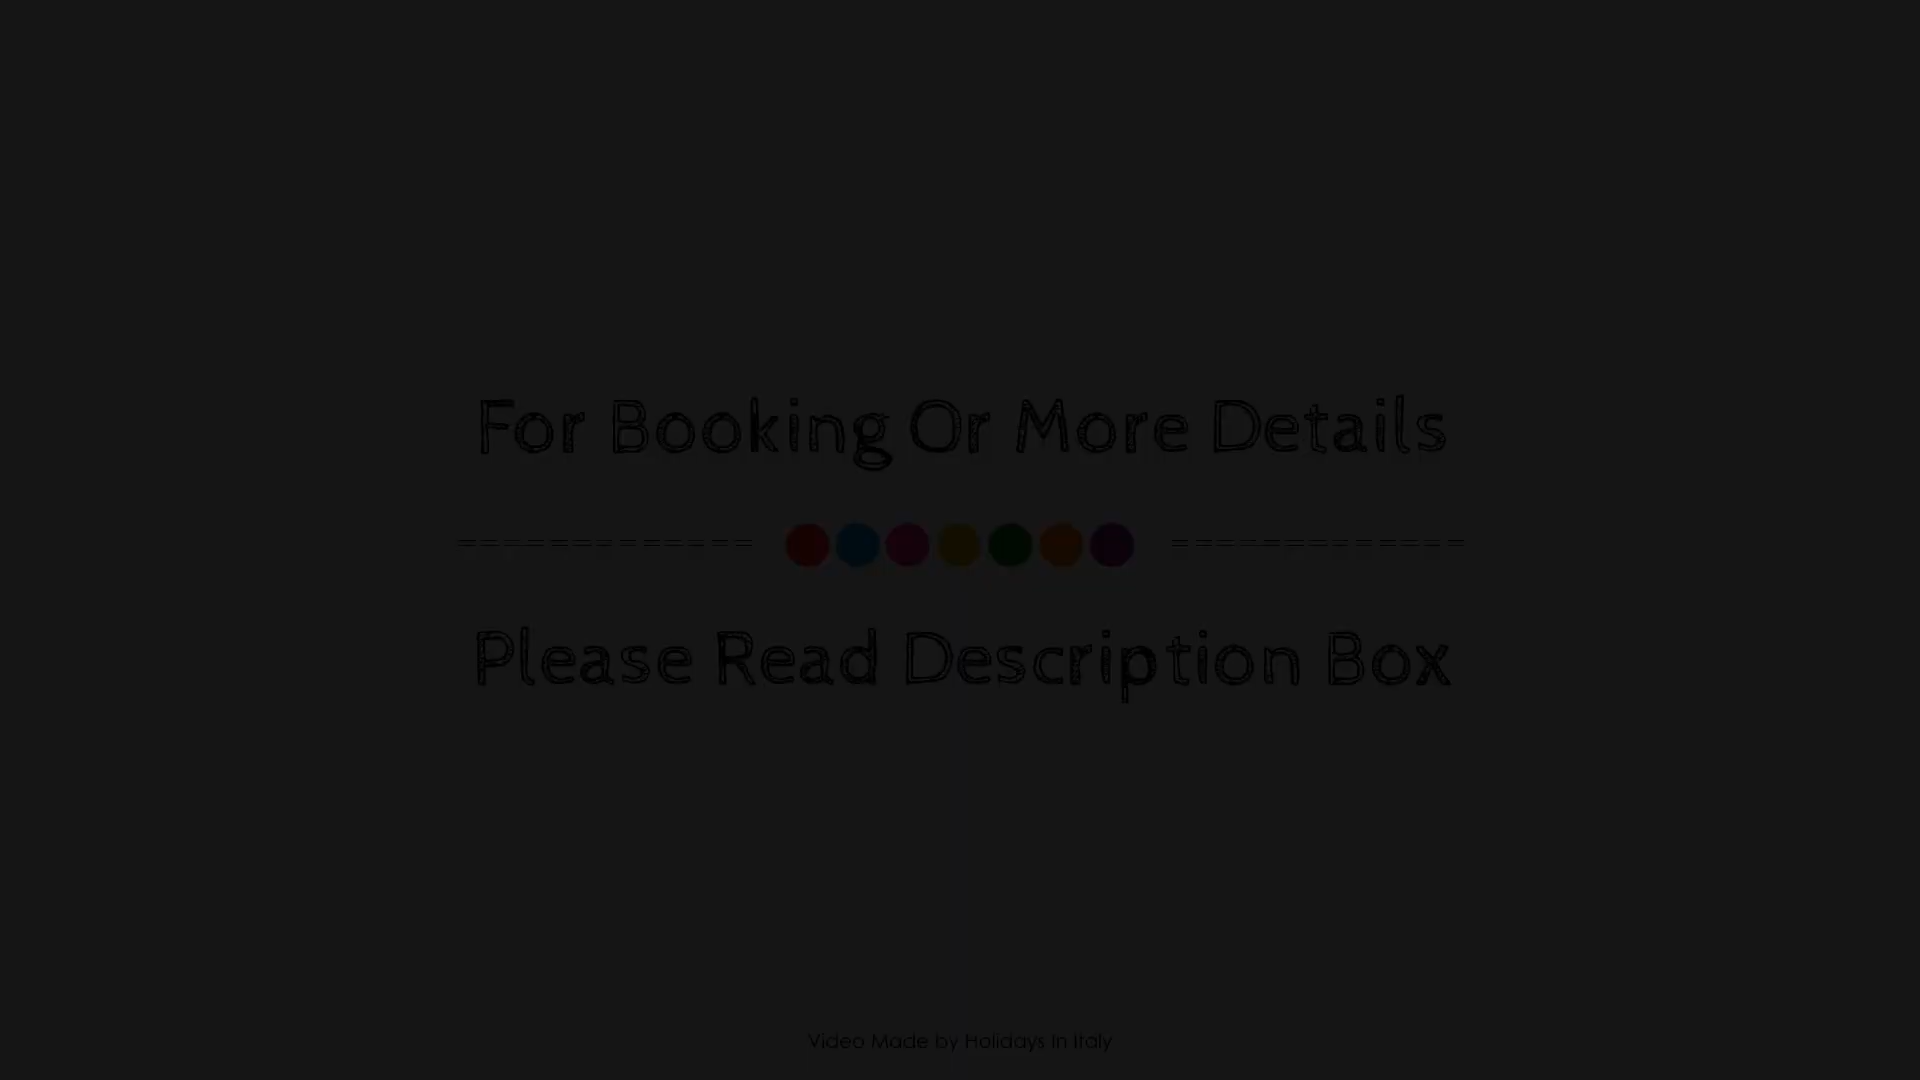 For Booking Or More Details
============= =============
Please Read Description Box
Video Made by Holidays In Italy